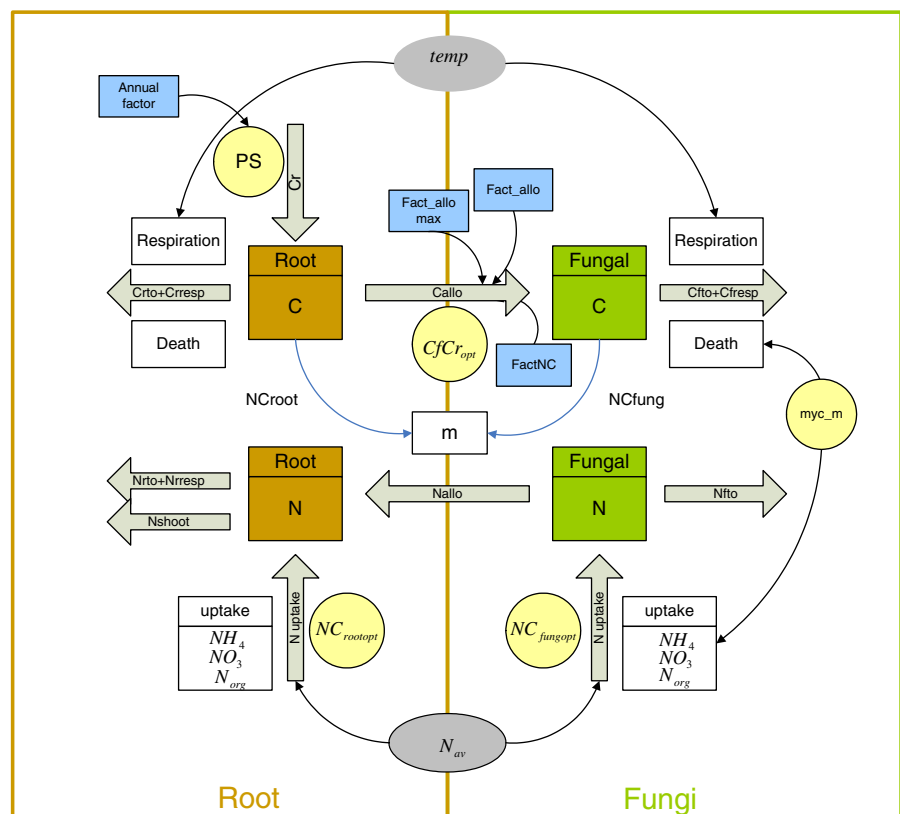 temp
Annual
factor
PS
Cr
Fact_allo
max
Fact_allo
Respiration
Root
C
Callo
Fungal
C
Respiration
Crto+Crresp
Cfto+Cfresp
Death
CfCr_opt
FactNC
Death
NCroot
NCfung
myc_m
m
Root
N
Fungal
N
Nrto+Nrresp
Nshoot
Nallo
Nfto
uptake
NH_4
NO_3
N_org
N uptake
NC_rootopt
NC_fungopt
N uptake
uptake
NH_4
NO_3
N_org
N_av
Root
Fungi